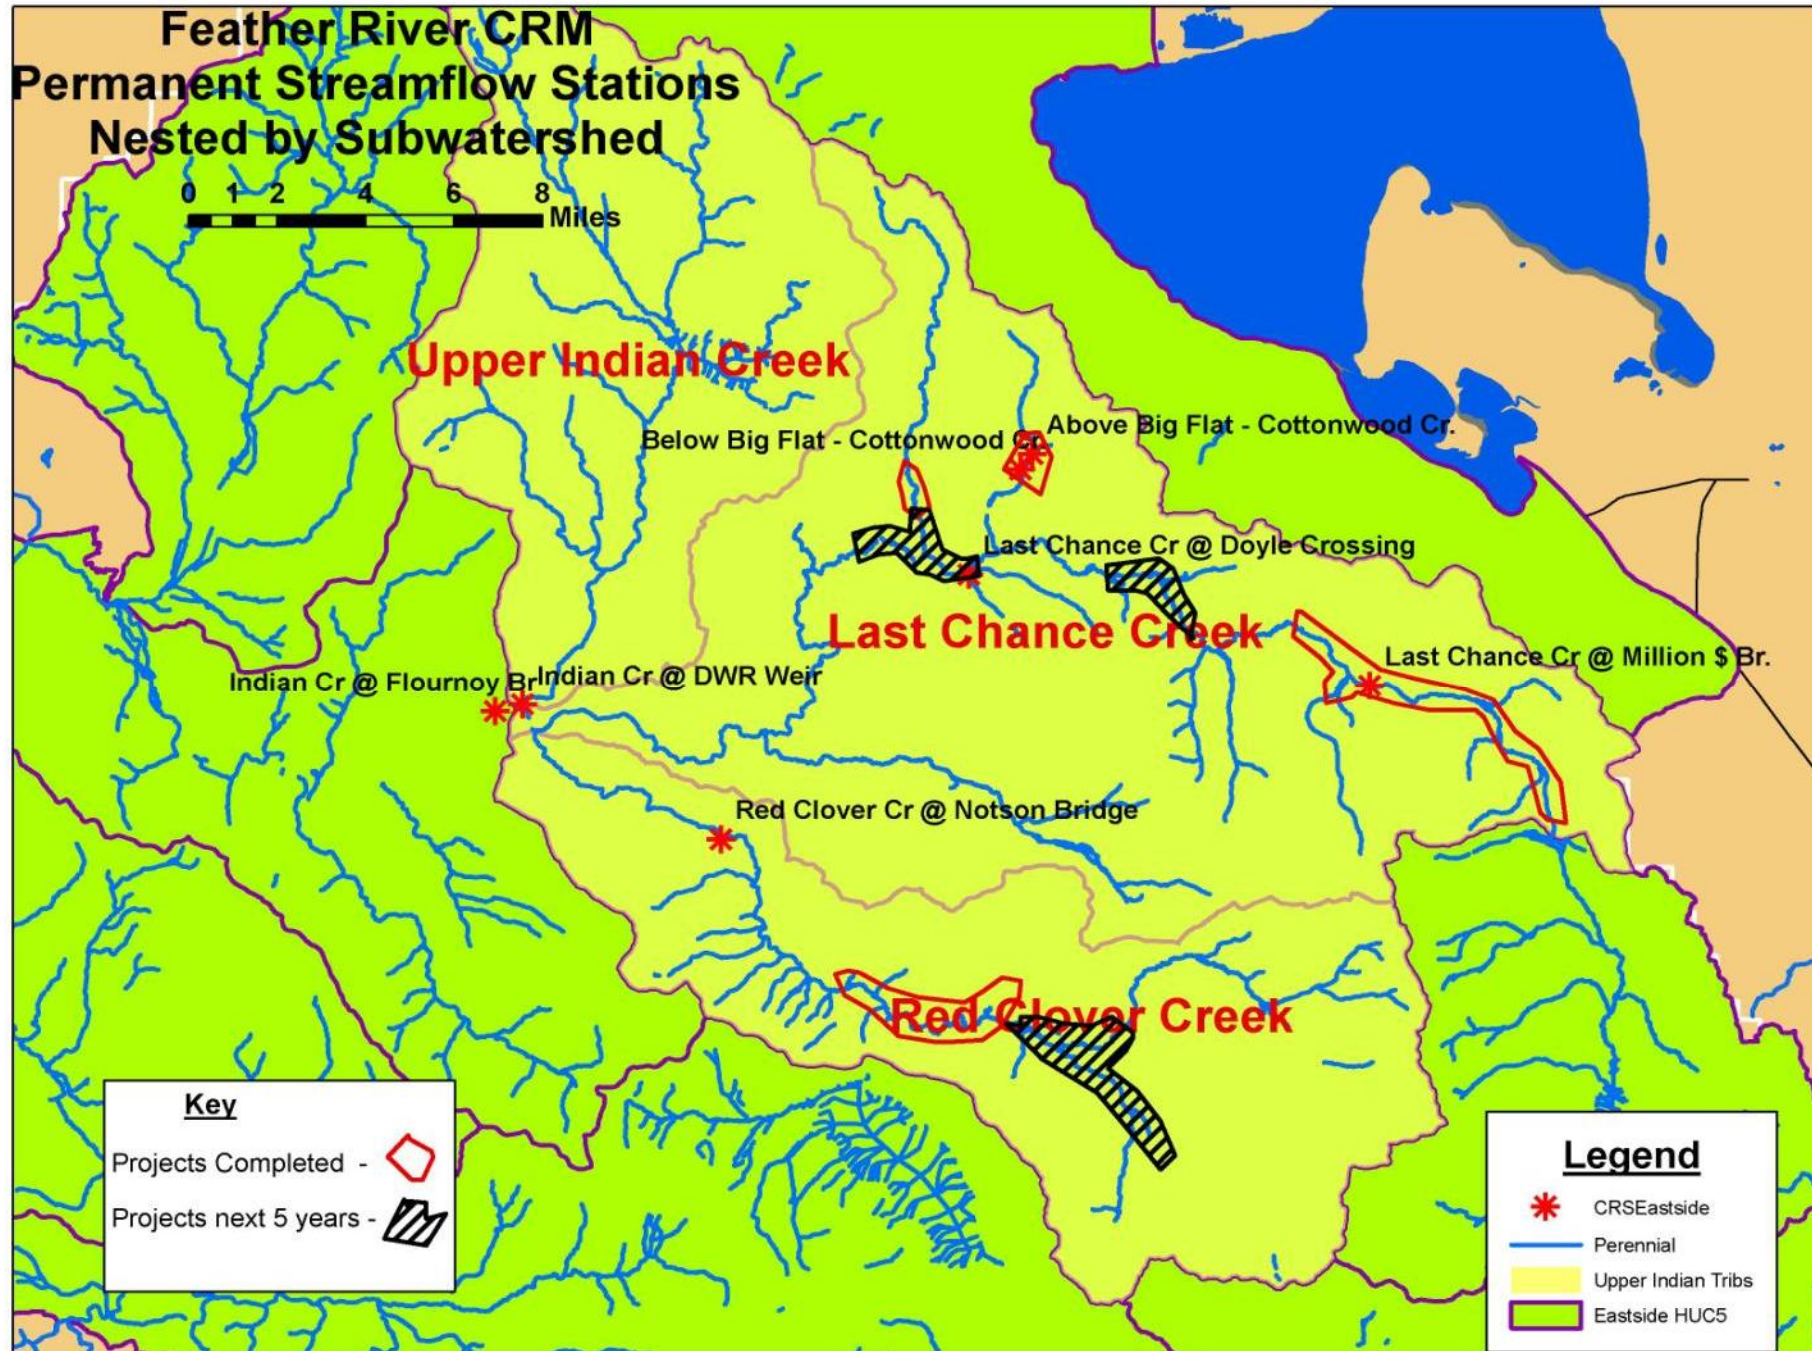 Feather River CRM
Permanent Streamflow Stations
Nested by Subwatershed
0 1 2 4 6 8
Miles
Upper Indian Creek
Above Big Flat - Cottonwood Cr.
Below Big Flat - Cottonwood Cr.
Last Chance Cr @ Doyle Crossing
Last Chance Creek
Last Chance Cr @ Million $ Br.
Indian Cr @ Flournoy Br
Indian Cr @ DWR Weir
Red Clover Cr @ Notson Bridge
Red Clover Creek
Key
Projects Completed -
Projects next 5 years -
Legend
CRSEastside
Perennial
Upper Indian Tribs
Eastside HUC5